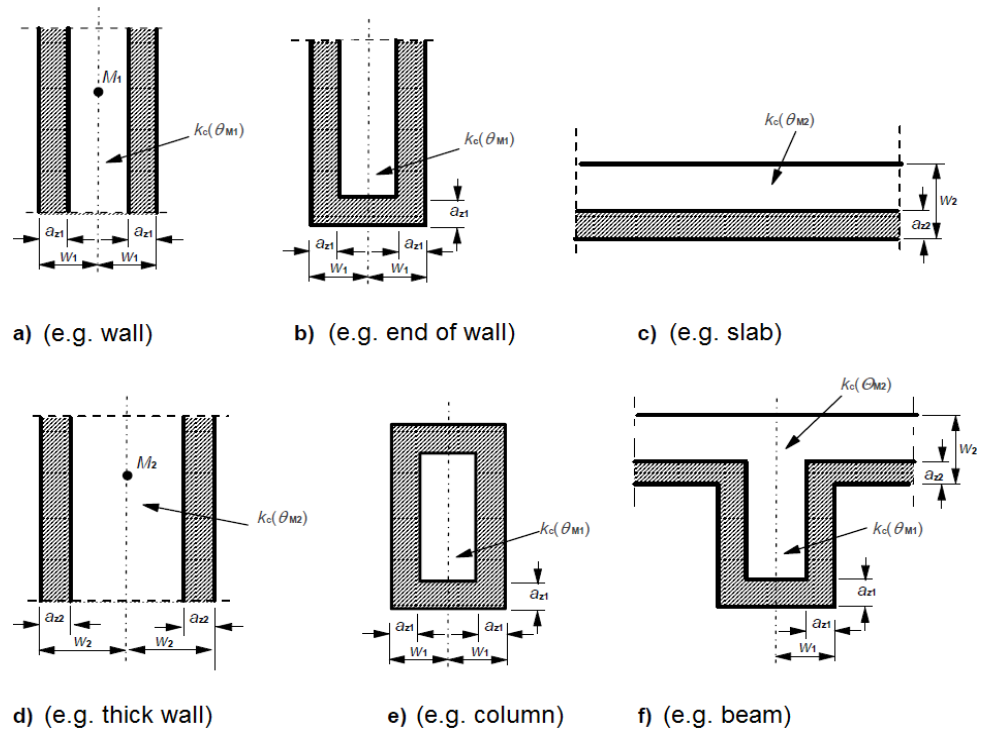 M1
kc(θM1)
az1
az1
w1
w1
a) (e.g. wall)
kc(θM1)
az1
az1
az1
w1
w1
b) (e.g. end of wall)
kc(θM2)
w2
az2
c) (e.g. slab)
M2
kc(θM2)
az2
az2
w2
w2
d) (e.g. thick wall)
kc(θM1)
az1
az1
az1
w1
w1
e) (e.g. column)
kc(ΘM2)
w2
az2
kc(θM1)
az1
az1
w1
f) (e.g. beam)